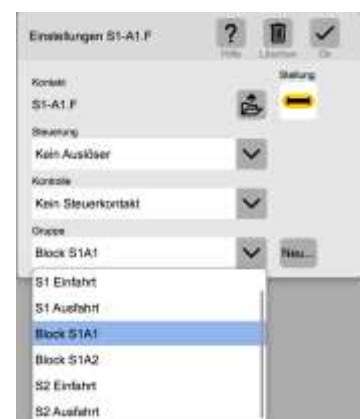 Einstellungen S1-A1.F
Hilfe Löschen Ok
Kontakt
Stellung
S1-A1.F
Steuerung
Kein Auslöser
Kontrolle
Kein Steuerkontakt
Gruppe
Block S1A1
Neu...
S1 Einfahrt
S1 Ausfahrt
Block S1A1
Block S1A2
S2 Einfahrt
S2 Ausfahrt